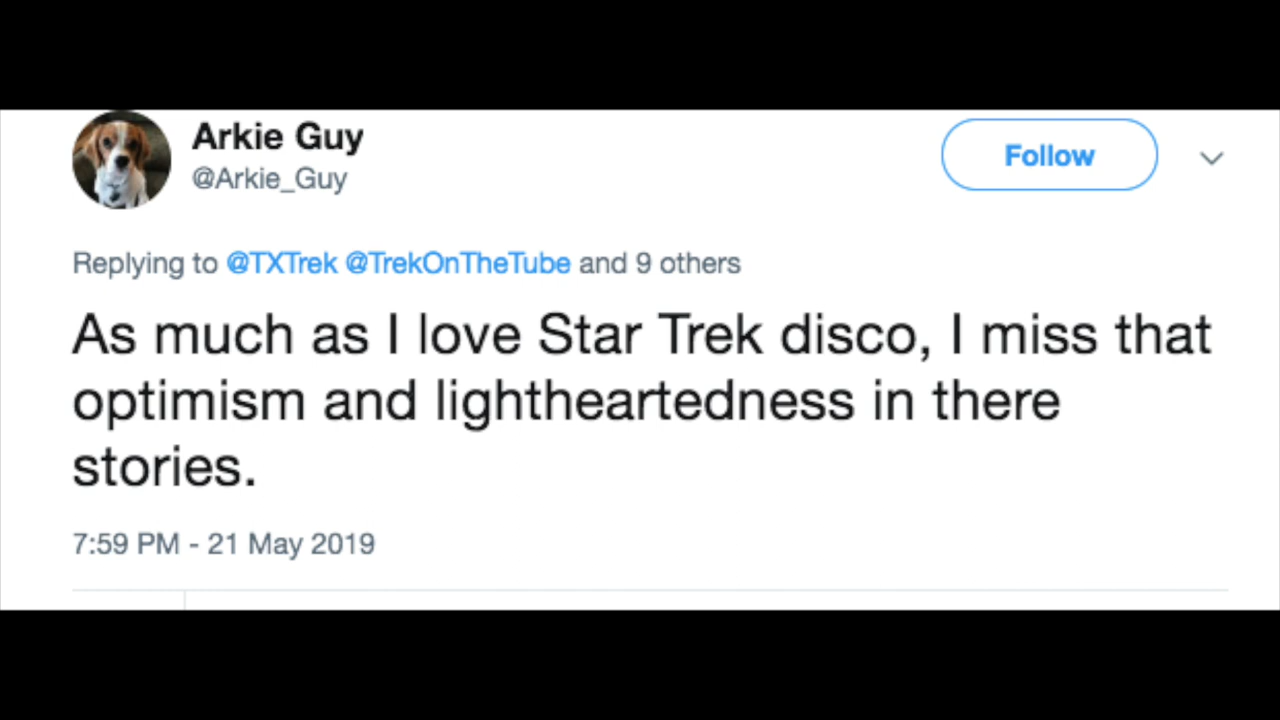 Arkie Guy
@Arkie_Guy
Follow
Replying to @TXTrek @TrekOnTheTube and 9 others
As much as I love Star Trek disco, I miss that
optimism and lightheartedness in there
stories.
7:59 PM - 21 May 2019